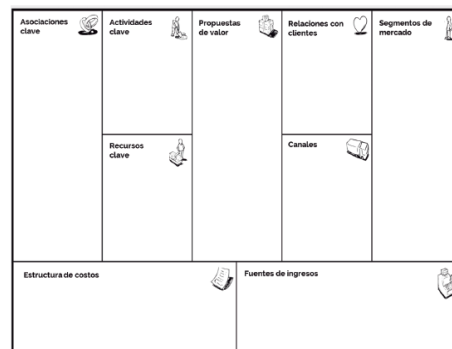 Asociaciones
clave
Actividades
clave
Propuestas
de valor
Relaciones con
clientes
Segmentos de
mercado
Recursos
clave
Canales
Estructura de costos
Fuentes de ingresos